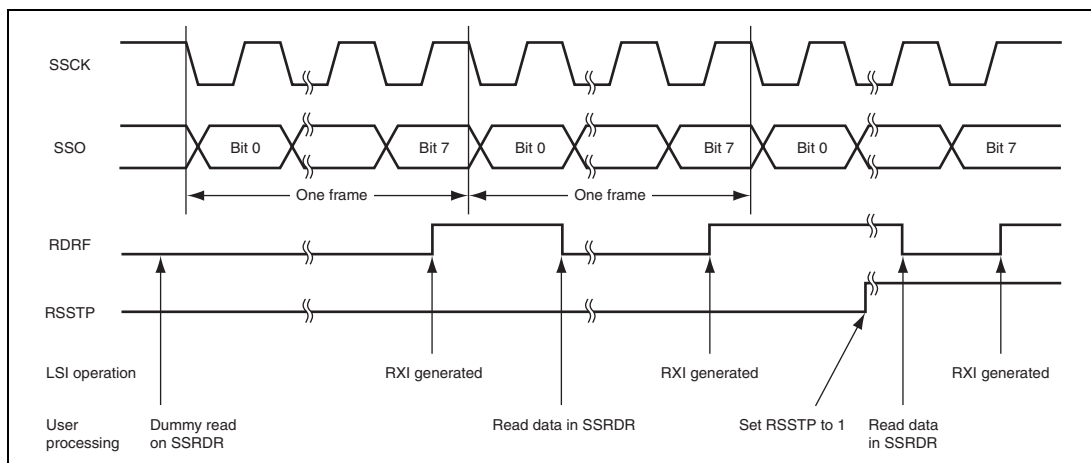 SSCK
SSO
Bit 0
Bit 7
Bit 0
Bit 7
Bit 0
Bit 7
One frame
One frame
RDRF
RSSTP
LSI operation
RXI generated
RXI generated
RXI generated
User
processing
Dummy read
on SSRDR
Read data in SSRDR
Set RSSTP to 1
Read data
in SSRDR